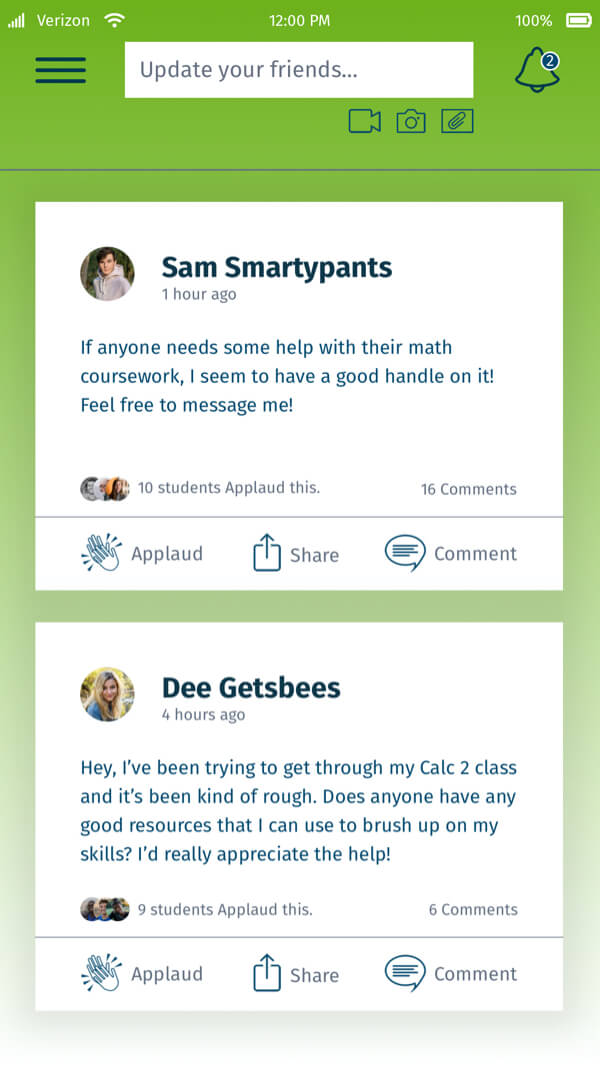 Verizon 12:00 PM 100%
Update your friends...
2
Sam Smartypants
1 hour ago
If anyone needs some help with their math
coursework, I seem to have a good handle on it!
Feel free to message me!
10 students Applaud this. 16 Comments
Applaud Share Comment
Dee Getsbees
4 hours ago
Hey, I’ve been trying to get through my Calc 2 class
and it’s been kind of rough. Does anyone have any
good resources that I can use to brush up on my
skills? I’d really appreciate the help!
9 students Applaud this. 6 Comments
Applaud Share Comment